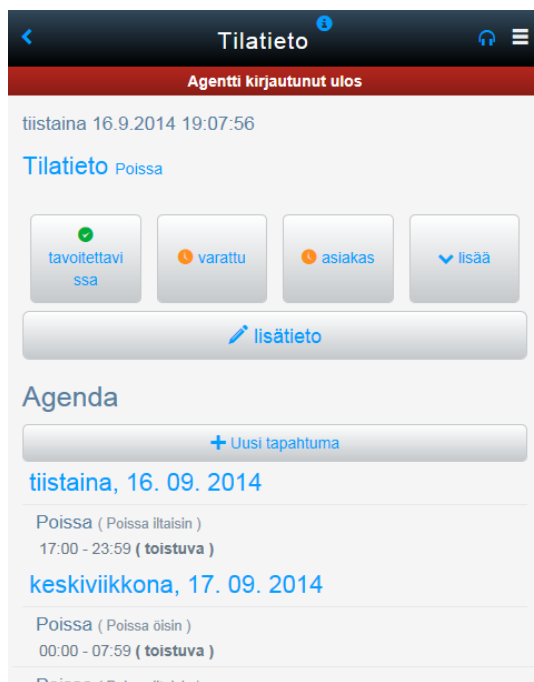 Tilatieto
Agentti kirjautunut ulos
tiistaina 16.9.2014 19:07:56
Tilatieto Poissa
tavoitettavi
ssa
varattu
asiakas
lisää
lisätieto
Agenda
Uusi tapahtuma
tiistaina, 16. 09. 2014
Poissa ( Poissa iltaisin )
17:00 - 23:59 ( toistuva )
keskiviikkona, 17. 09. 2014
Poissa ( Poissa öisin )
00:00 - 07:59 ( toistuva )